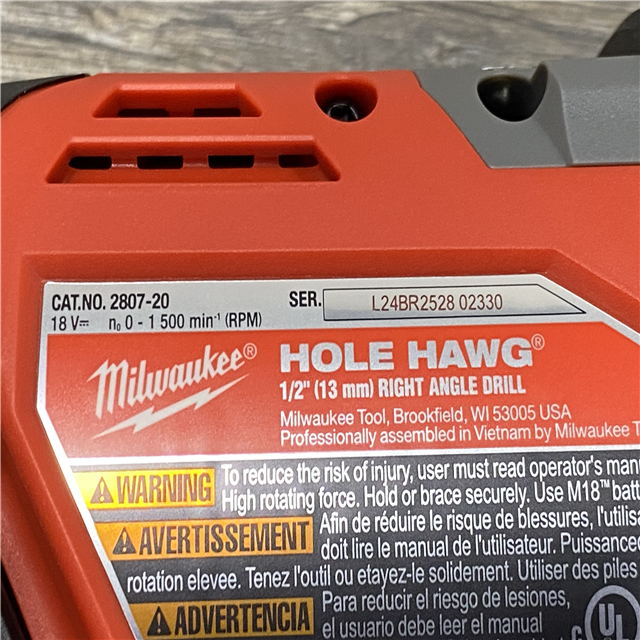 CAT.NO. 2807-20
18 V⎓ n₀ 0 - 1 500 min⁻¹ (RPM)
SER. L24BR2528 02330
Milwaukee®
HOLE HAWG®
1/2" (13 mm) RIGHT ANGLE DRILL
Milwaukee Tool, Brookfield, WI 53005 USA
Professionally assembled in Vietnam by Milwaukee T
WARNING To reduce the risk of injury, user must read operator's man
High rotating force. Hold or brace securely. Use M18™ batt
AVERTISSEMENT Afin de réduire le risque de blessures, l'utilisa
doit lire le manuel de l'utilisateur. Puissance
rotation elevee. Tenez l'outil ou etayez-le solidement. Utiliser des piles
ADVERTENCIA Para reducir el riesgo de lesiones,
el usuario debe leer el manual
UL